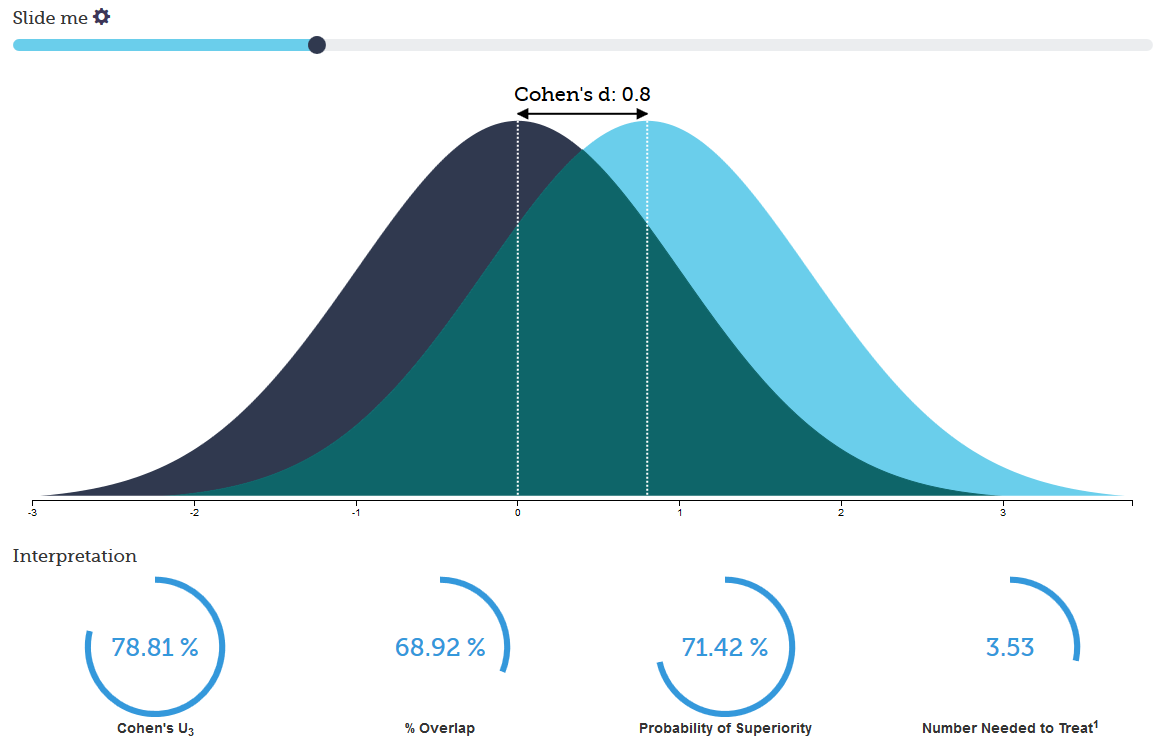 Slide me
Cohen's d: 0.8
-3 -2 -1 0 1 2 3
Interpretation
78.81 % 68.92 % 71.42 % 3.53
Cohen's U3 % Overlap Probability of Superiority Number Needed to Treat1